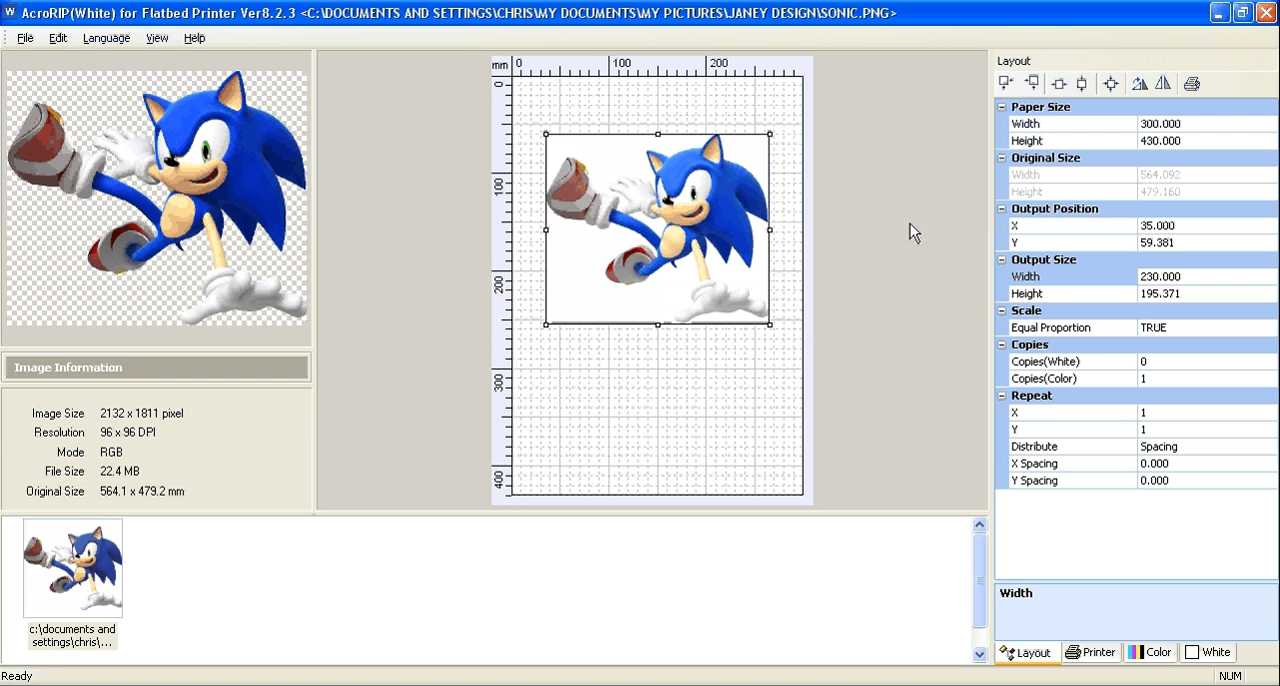 W AcroRIP(White) for Flatbed Printer Ver8.2.3 <C:\DOCUMENTS AND SETTINGS\CHRIS\MY DOCUMENTS\MY PICTURES\JANEY DESIGN\SONIC.PNG>
File Edit Language View Help
Image Information
Image Size 2132 x 1811 pixel
Resolution 96 x 96 DPI
Mode RGB
File Size 22.4 MB
Original Size 564.1 x 479.2 mm
mm 0 100 200
0
100
200
300
400
Layout
Paper Size
Width 300.000
Height 430.000
Original Size
Width 564.092
Height 479.160
Output Position
X 35.000
Y 59.381
Output Size
Width 230.000
Height 195.371
Scale
Equal Proportion TRUE
Copies
Copies(White) 0
Copies(Color) 1
Repeat
X 1
Y 1
Distribute Spacing
X Spacing 0.000
Y Spacing 0.000
Width
Layout Printer Color White
c:\documents and
settings\chris\...
Ready NUM